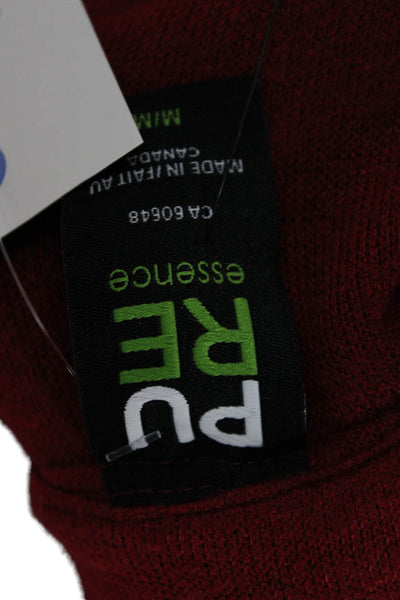 PU
RE
essence
CA 60648
MADE IN/FAIT AU
CANADA
M/M